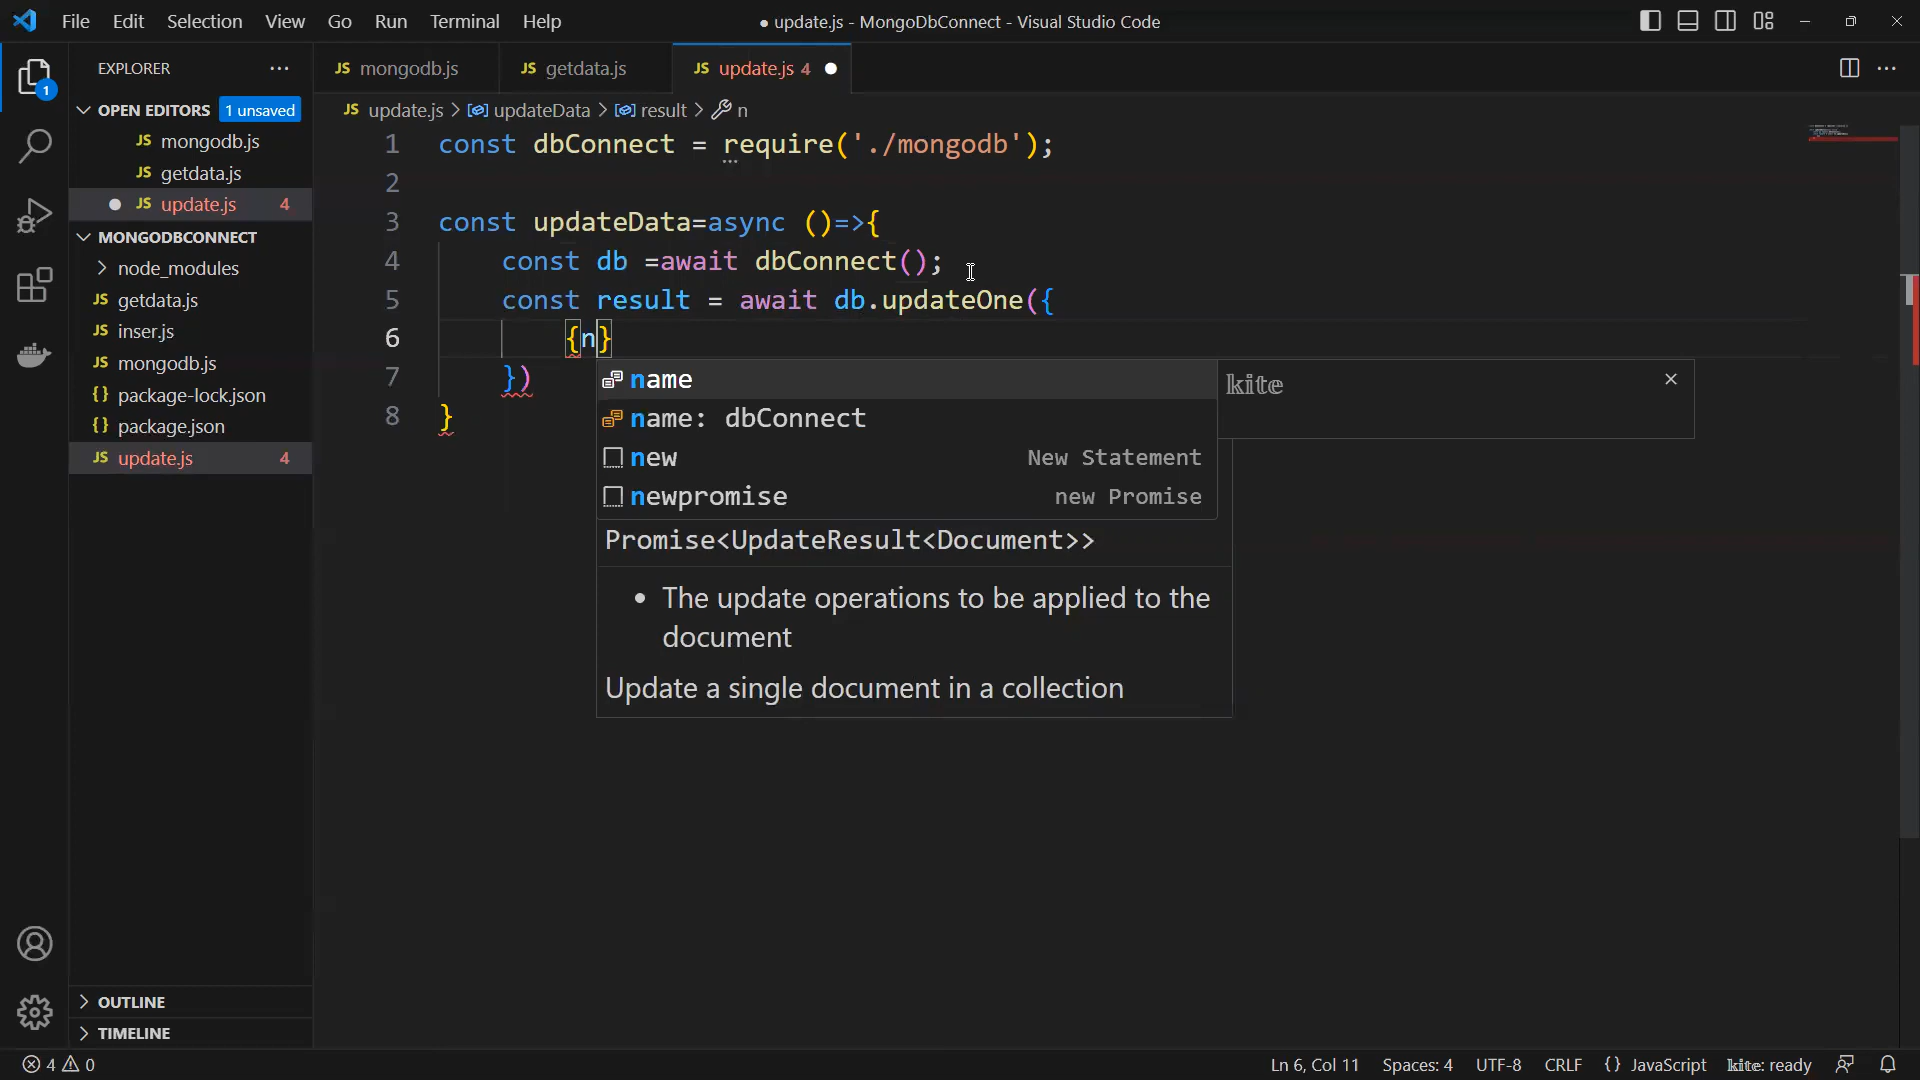 File Edit Selection View Go Run Terminal Help
● update.js - MongoDbConnect - Visual Studio Code
EXPLORER
1
OPEN EDITORS 1 unsaved
JS mongodb.js
JS getdata.js
● JS update.js 4
MONGODBCONNECT
node_modules
JS getdata.js
JS inser.js
JS mongodb.js
{} package-lock.json
{} package.json
JS update.js 4
OUTLINE
TIMELINE
JS mongodb.js JS getdata.js JS update.js 4 ●
JS update.js > updateData > result > n
1 const dbConnect = require('./mongodb');
2
3 const updateData=async ()=>{
4 const db =await dbConnect();
5 const result = await db.updateOne({
6 {n}
7 })
8 }
name
name: dbConnect
new New Statement
newpromise new Promise
kite
Promise<UpdateResult<Document>>
• The update operations to be applied to the
document
Update a single document in a collection
4 0 Ln 6, Col 11 Spaces: 4 UTF-8 CRLF {} JavaScript kite: ready